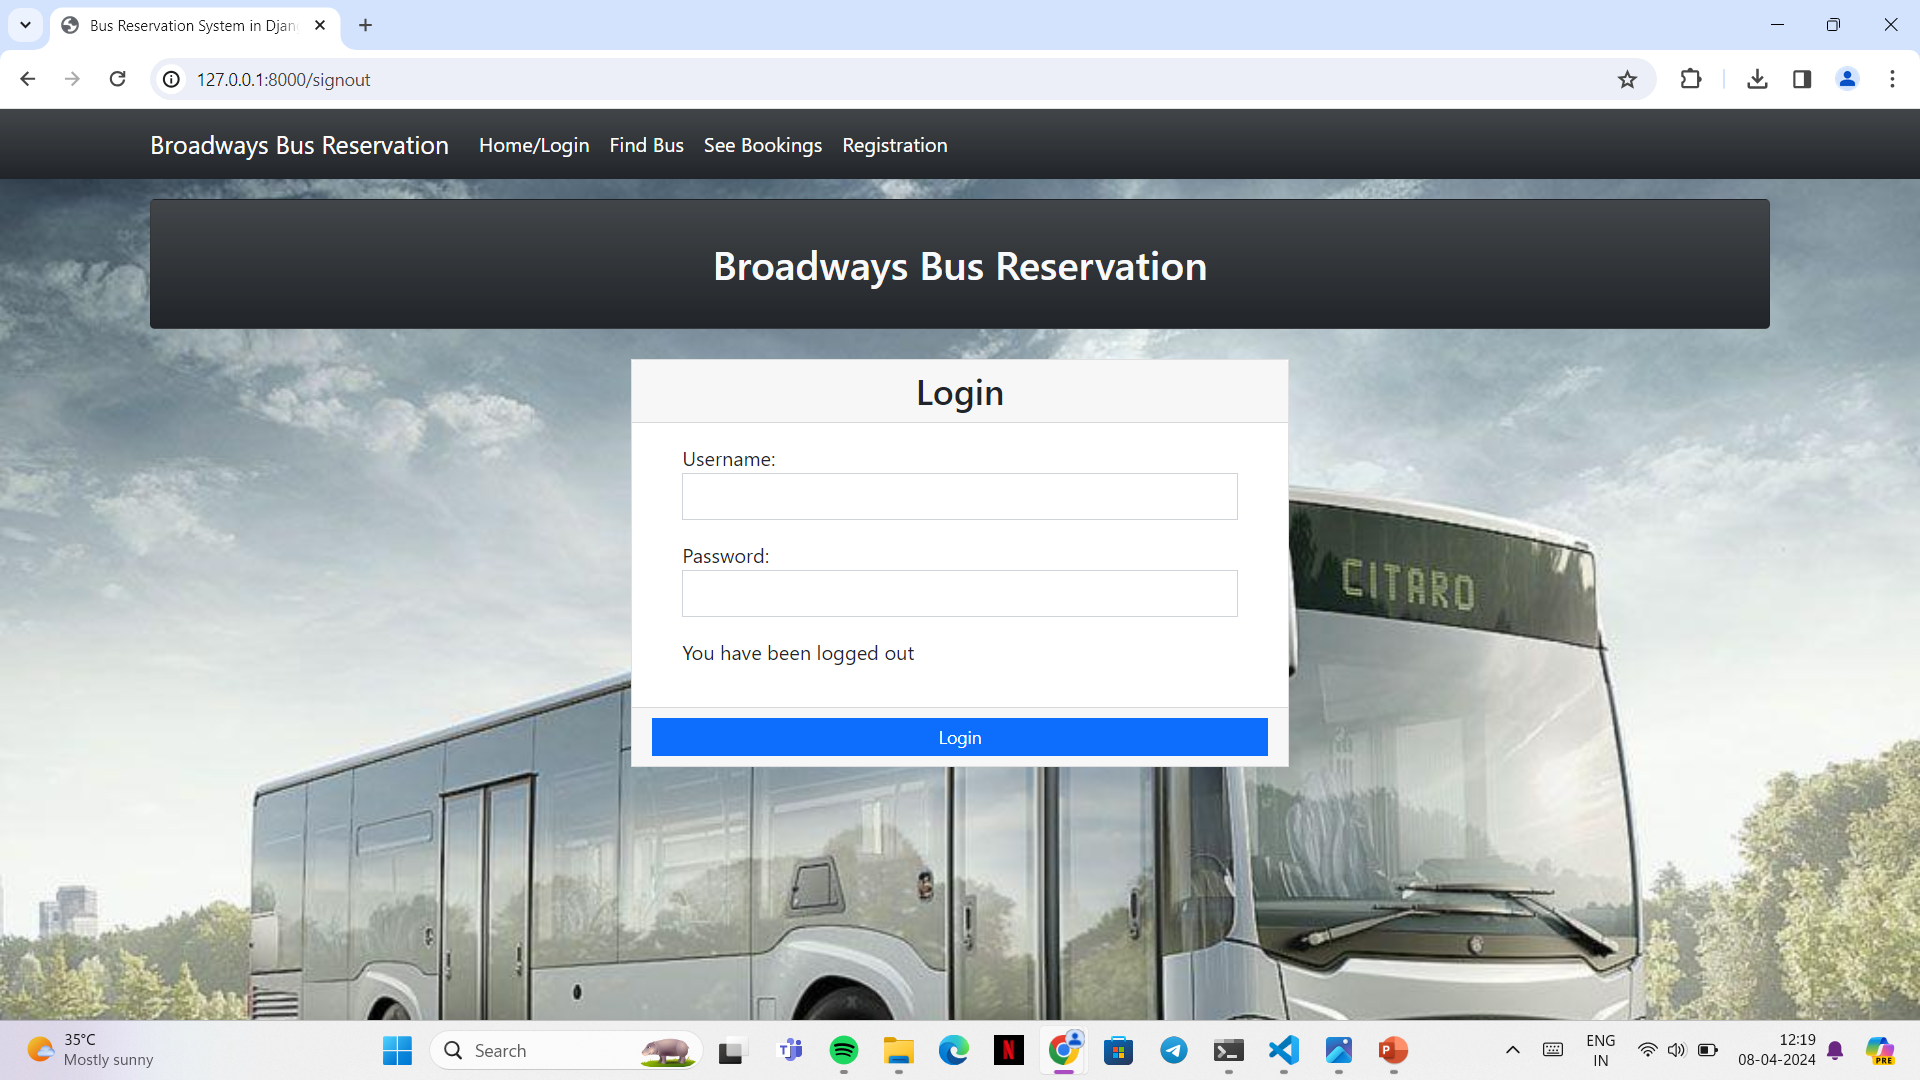 Bus Reservation System in Djan
127.0.0.1:8000/signout
Broadways Bus Reservation Home/Login Find Bus See Bookings Registration
Broadways Bus Reservation
Login
Username:
Password:
You have been logged out
Login
CITARO
35°C
Mostly sunny
Search
ENG
IN
12:19
08-04-2024
PRE